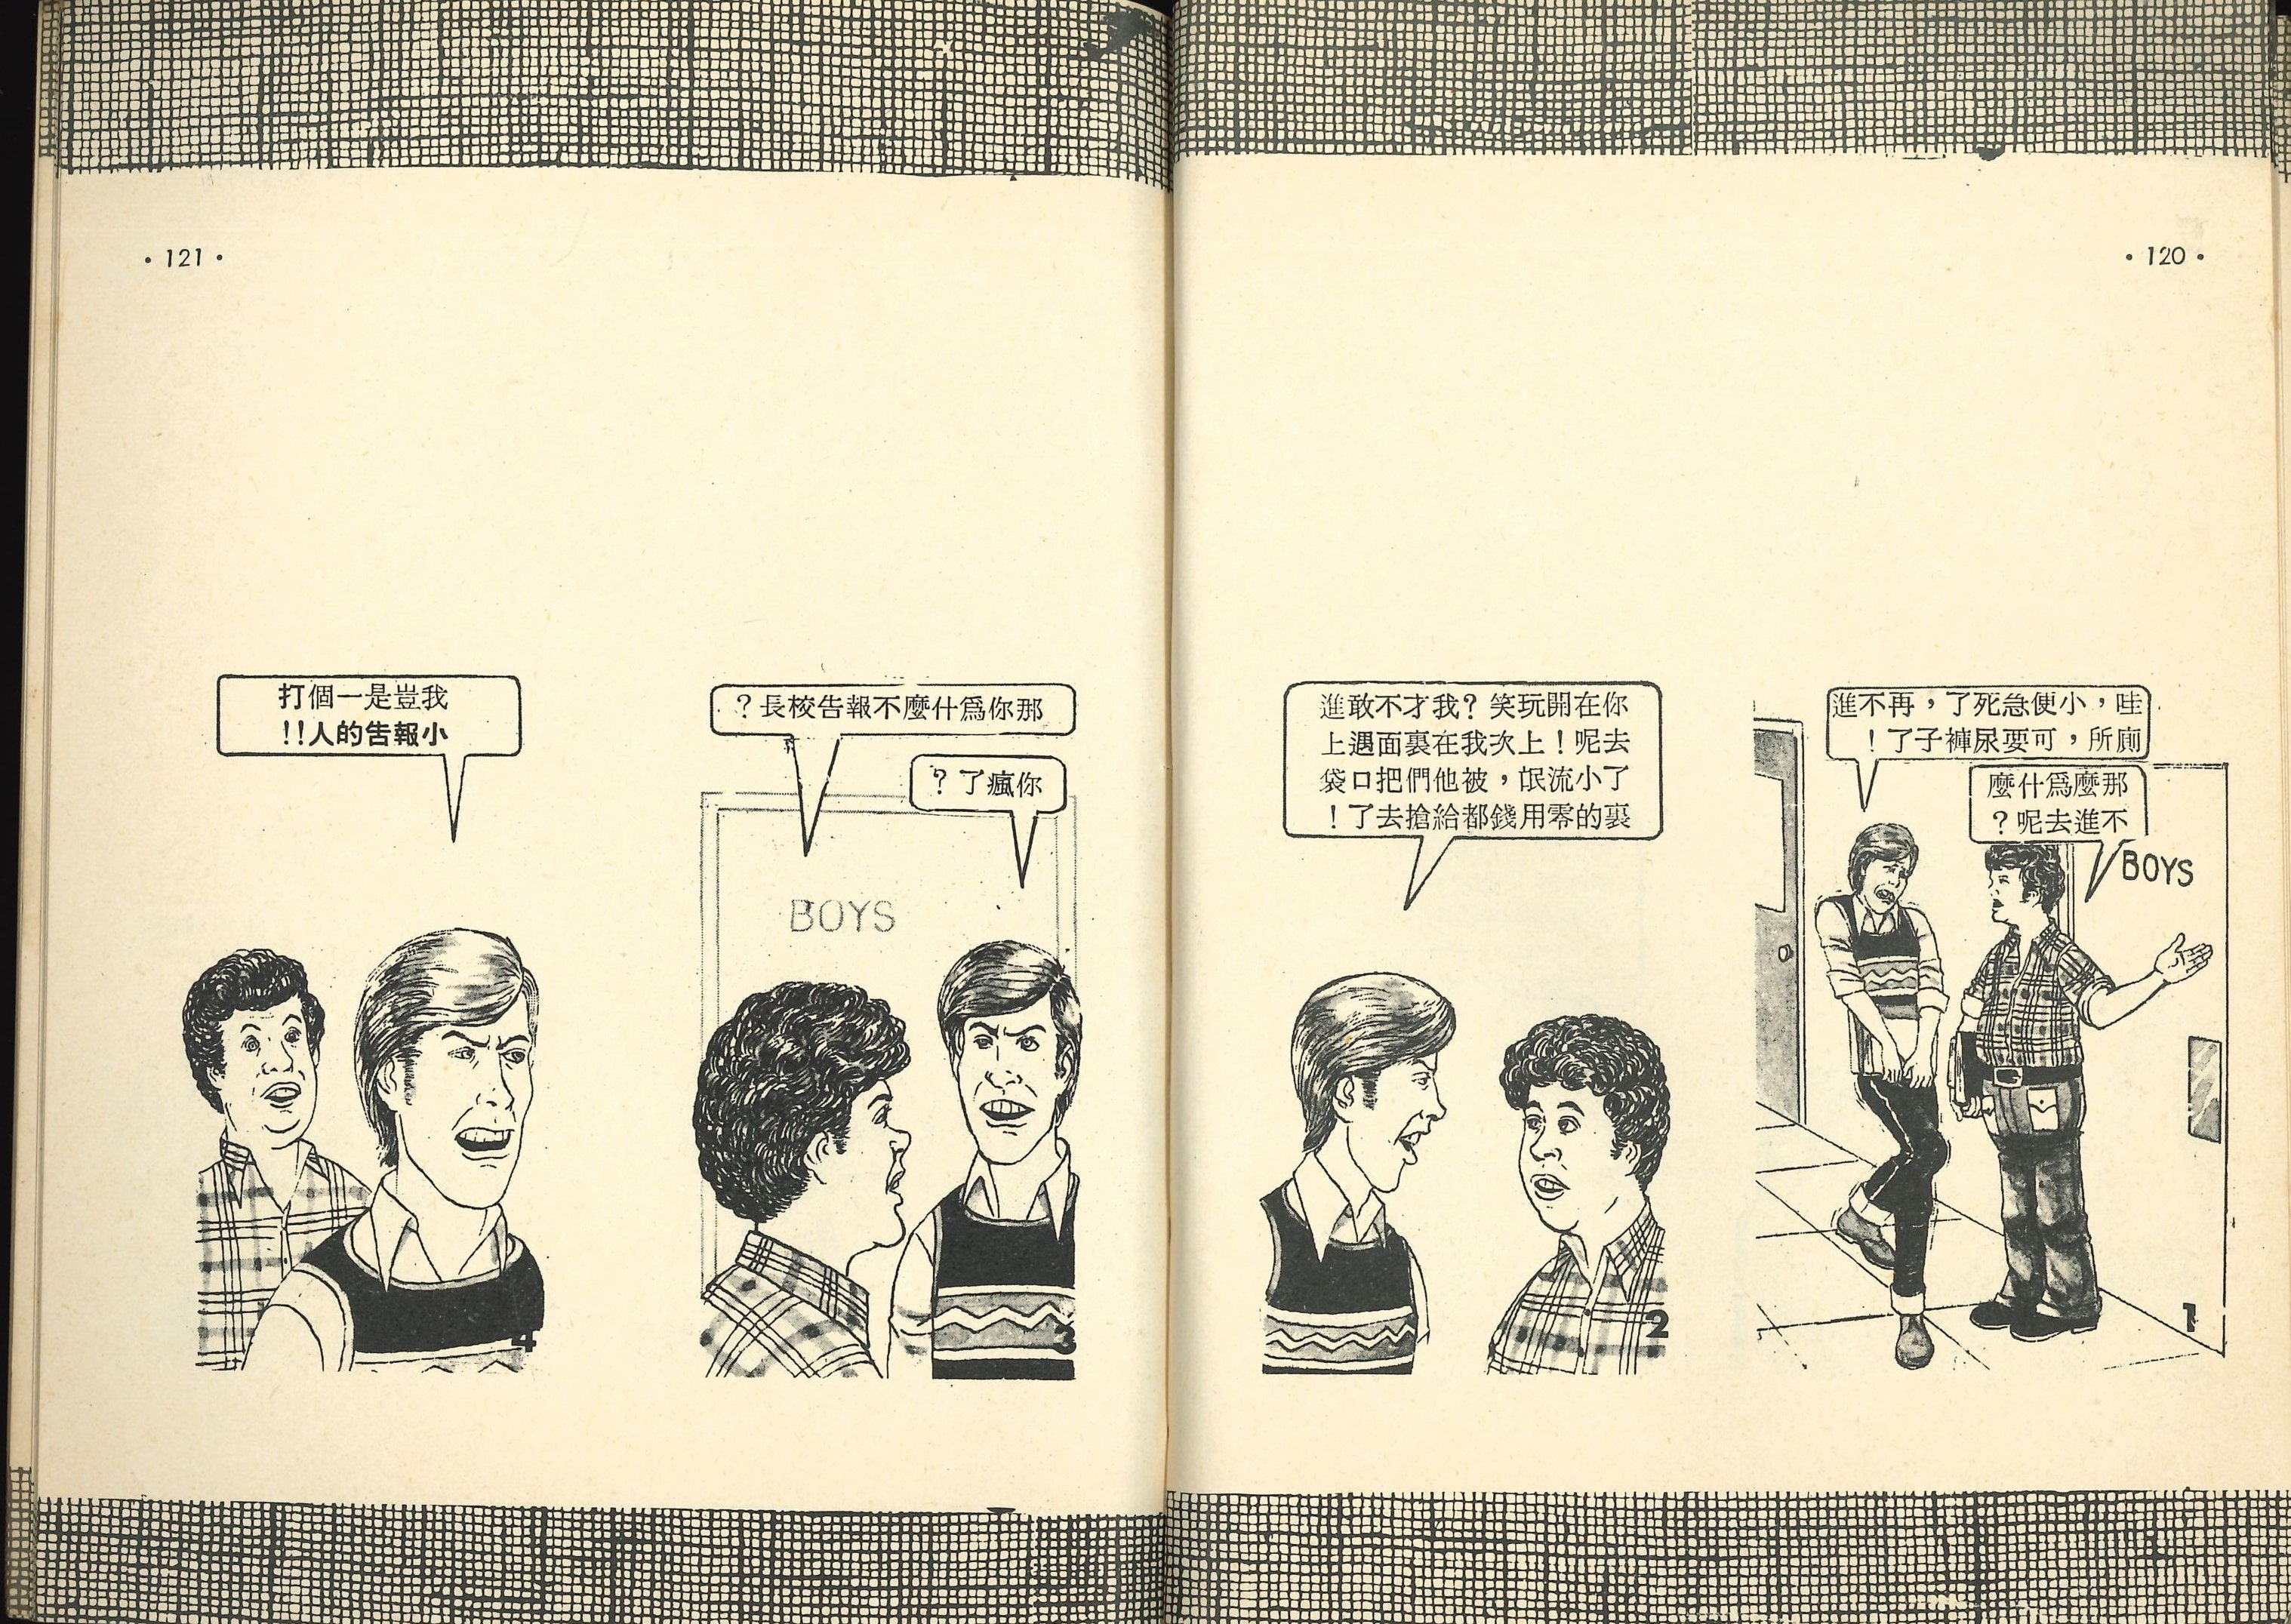 ·120·
哇，小便急死了，再不進
廁所，可要尿褲子了！
那麼爲什麼
不進去呢？
BOYS
1
你在開玩笑？我才不敢進
去呢！上次我在裏面遇上
了小流氓，被他們把口袋
裏的零用錢都給搶去了！
2
·121·
那你爲什麼不報告校長？
你瘋了？
BOYS
3
我豈是一個打
小報告的人!!
4